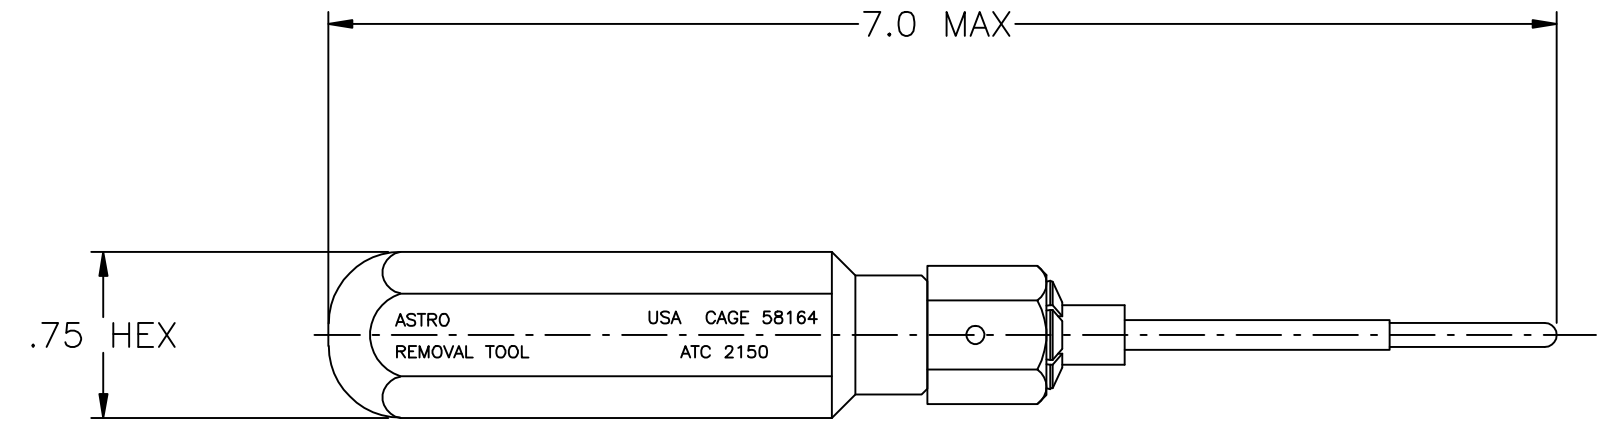 7.0 MAX
.75 HEX
ASTRO
REMOVAL TOOL
USA CAGE 58164
ATC 2150